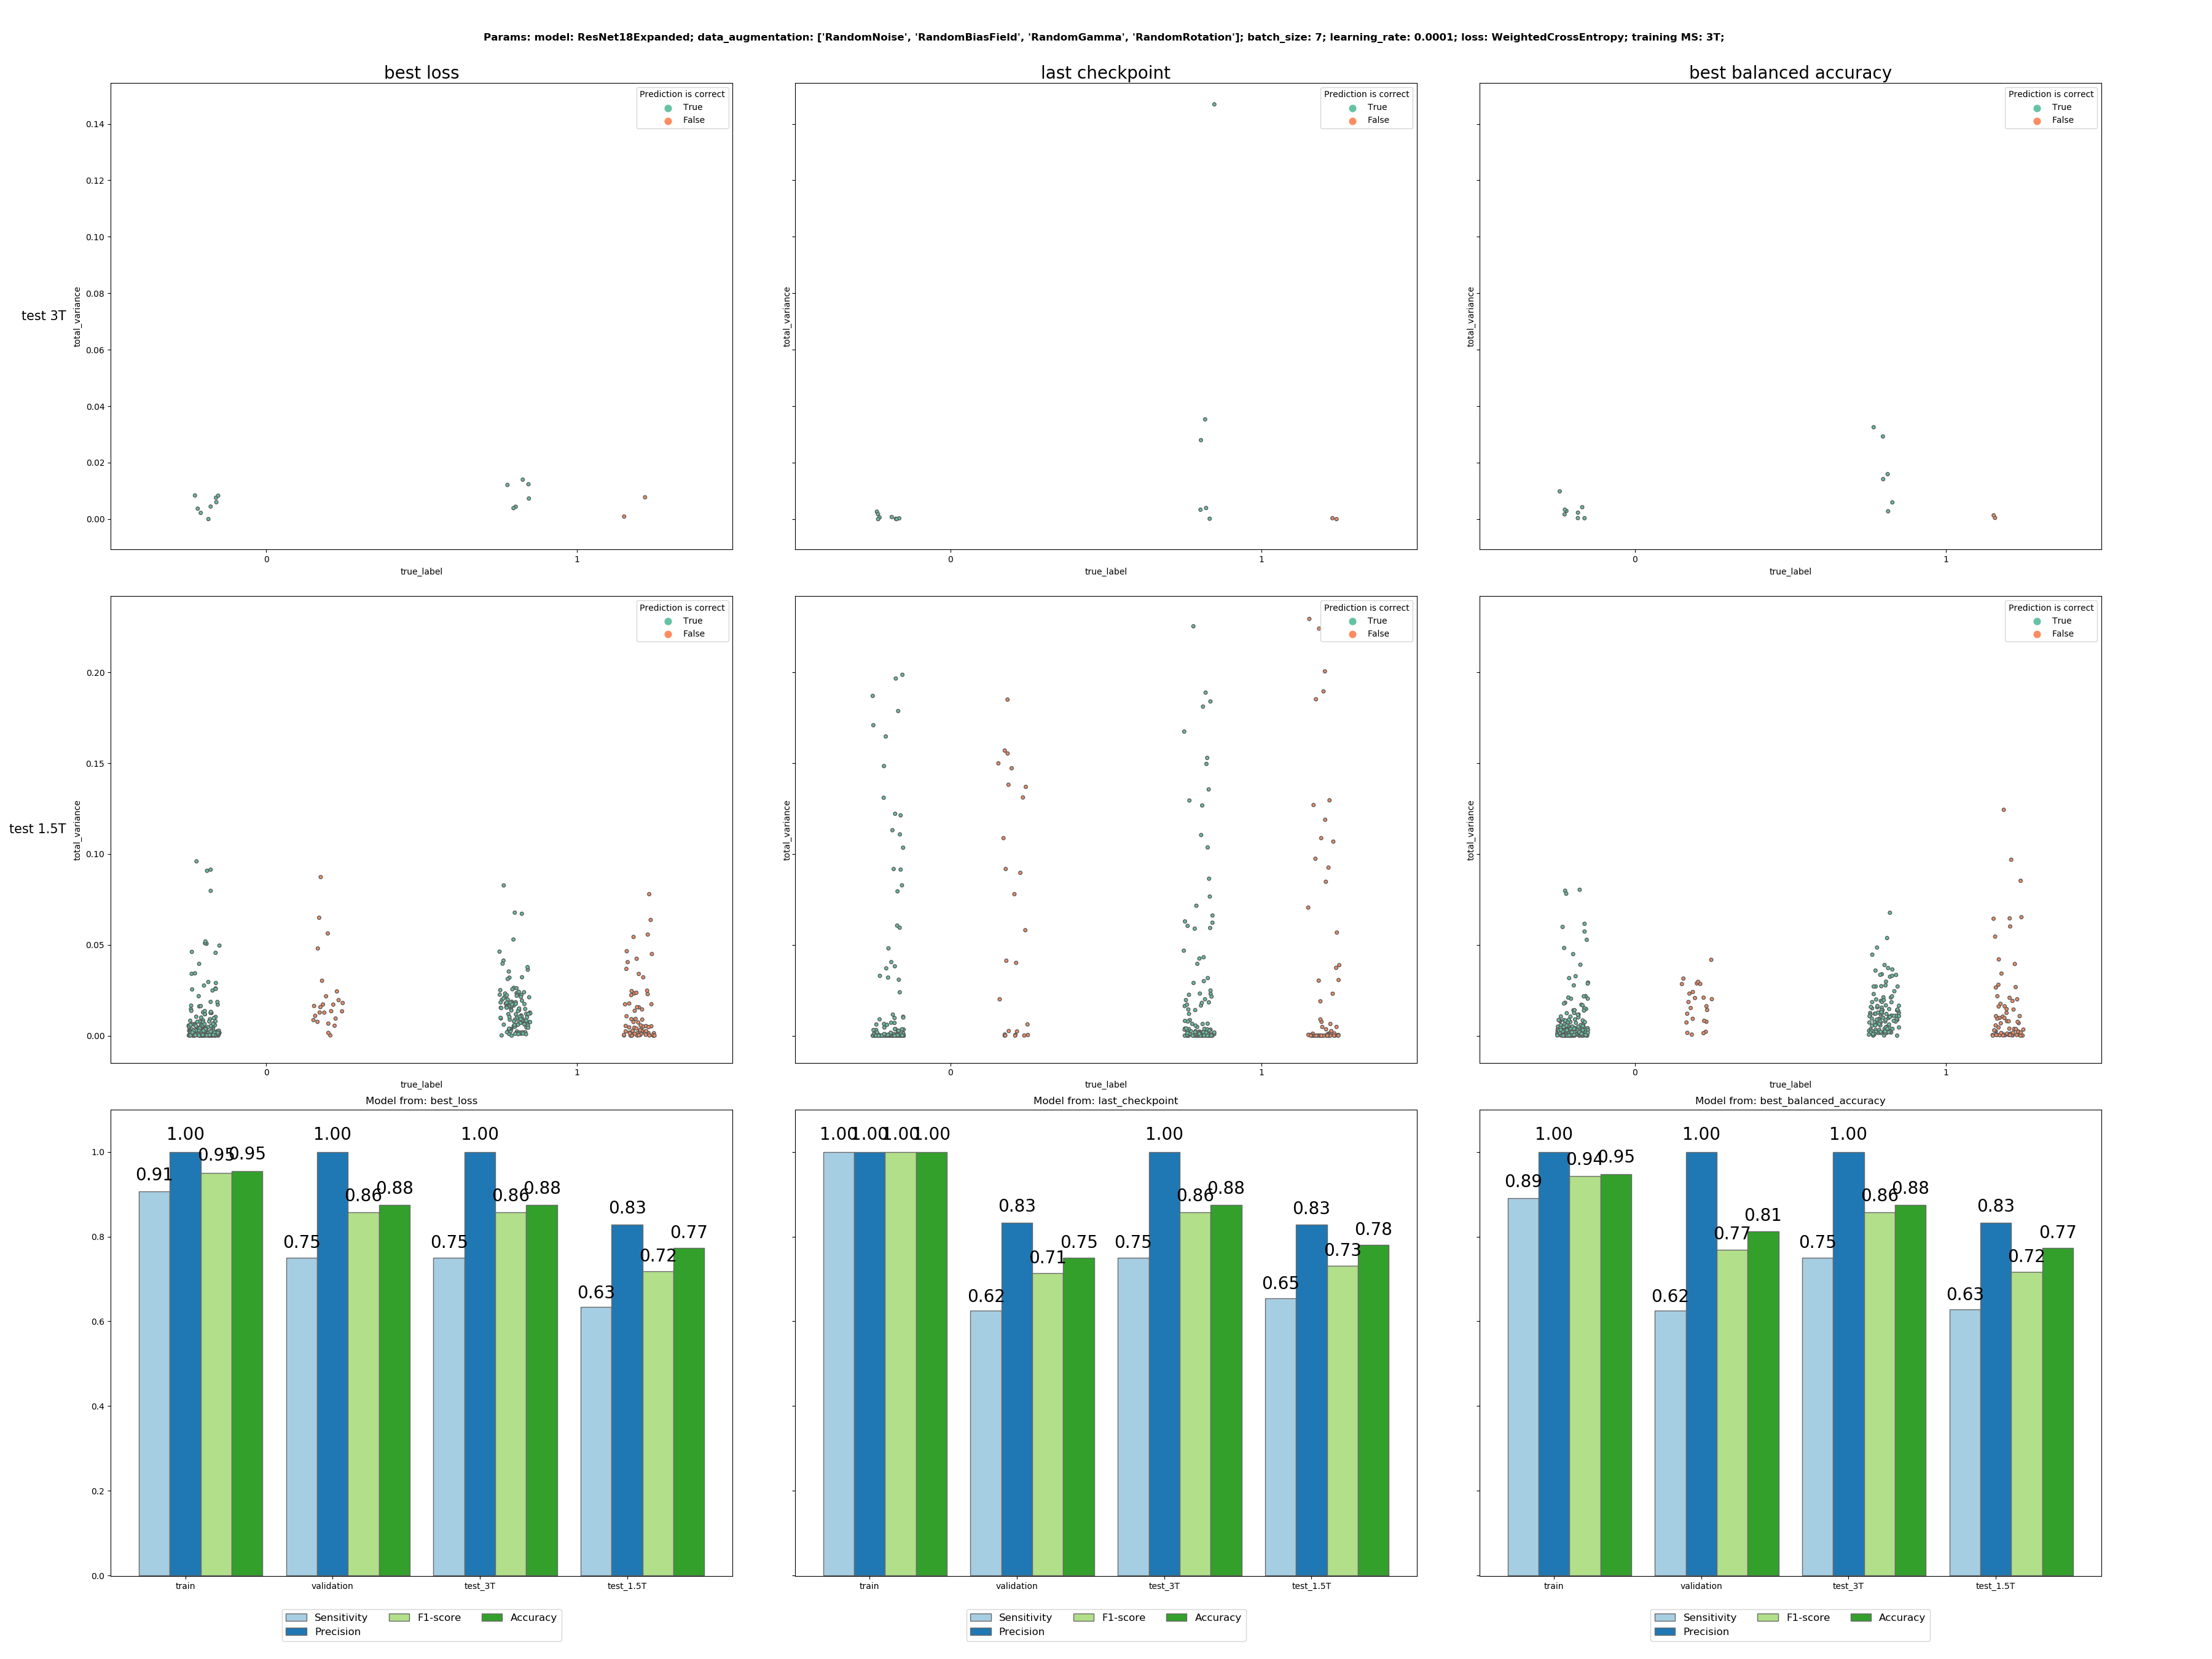 Params: model: ResNet18Expanded; data_augmentation: ['RandomNoise', 'RandomBiasField', 'RandomGamma', 'RandomRotation']; batch_size: 7; learning_rate: 0.0001; loss: WeightedCrossEntropy; training MS: 3T;
best loss
last checkpoint
best balanced accuracy
test 3T
total_variance
0.14
0.12
0.10
0.08
0.06
0.04
0.02
0.00
Prediction is correct
True
False
0 1
true_label
total_variance
Prediction is correct
True
False
0 1
true_label
total_variance
Prediction is correct
True
False
0 1
true_label
test 1.5T
total_variance
0.20
0.15
0.10
0.05
0.00
Prediction is correct
True
False
0 1
true_label
total_variance
Prediction is correct
True
False
0 1
true_label
total_variance
Prediction is correct
True
False
0 1
true_label
Model from: best_loss
1.0
0.8
0.6
0.4
0.2
0.0
0.91 1.00 0.95 0.95
0.75 1.00 0.86 0.88
0.75 1.00 0.86 0.88
0.63 0.83 0.72 0.77
train validation test_3T test_1.5T
Sensitivity F1-score Accuracy
Precision
Model from: last_checkpoint
1.00 1.00 1.00 1.00
0.62 0.83 0.71 0.75
0.75 1.00 0.86 0.88
0.65 0.83 0.73 0.78
train validation test_3T test_1.5T
Sensitivity F1-score Accuracy
Precision
Model from: best_balanced_accuracy
0.89 1.00 0.94 0.95
0.62 1.00 0.77 0.81
0.75 1.00 0.86 0.88
0.63 0.83 0.72 0.77
train validation test_3T test_1.5T
Sensitivity F1-score Accuracy
Precision